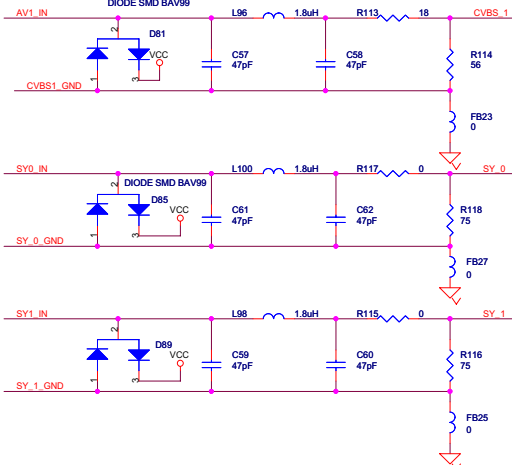 DIODE SMD BAV99
AV1_IN
L96
1.8uH
R113
18
CVBS_1
2
D81
VCC
C57
47pF
C58
47pF
R114
56
1
3
CVBS1_GND
FB23
0
SY0_IN
L100
1.8uH
R117
0
SY_0
2
DIODE SMD BAV99
D85
VCC
C61
47pF
C62
47pF
R118
75
1
3
SY_0_GND
FB27
0
SY1_IN
L98
1.8uH
R115
0
SY_1
2
D89
VCC
C59
47pF
C60
47pF
R116
75
1
3
SY_1_GND
FB25
0